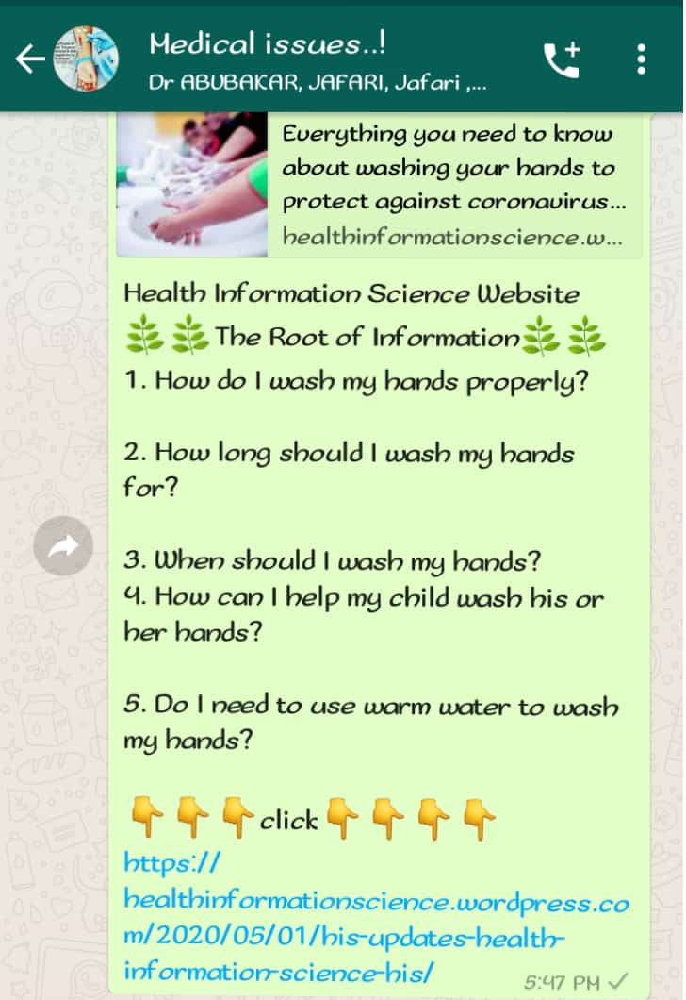 Medical issues..!
Dr ABUBAKAR, JAFARI, Jafari ,...
Everything you need to know
about washing your hands to
protect against coronavirus...
healthinformationscience.w...
Health Information Science Website
🌿🌿The Root of Information🌿🌿
1. How do I wash my hands properly?
2. How long should I wash my hands
for?
3. When should I wash my hands?
4. How can I help my child wash his or
her hands?
5. Do I need to use warm water to wash
my hands?
👇👇👇click👇👇👇👇
https://
healthinformationscience.wordpress.co
m/2020/05/01/his-updates-health-
information-science-his/
5:47 PM